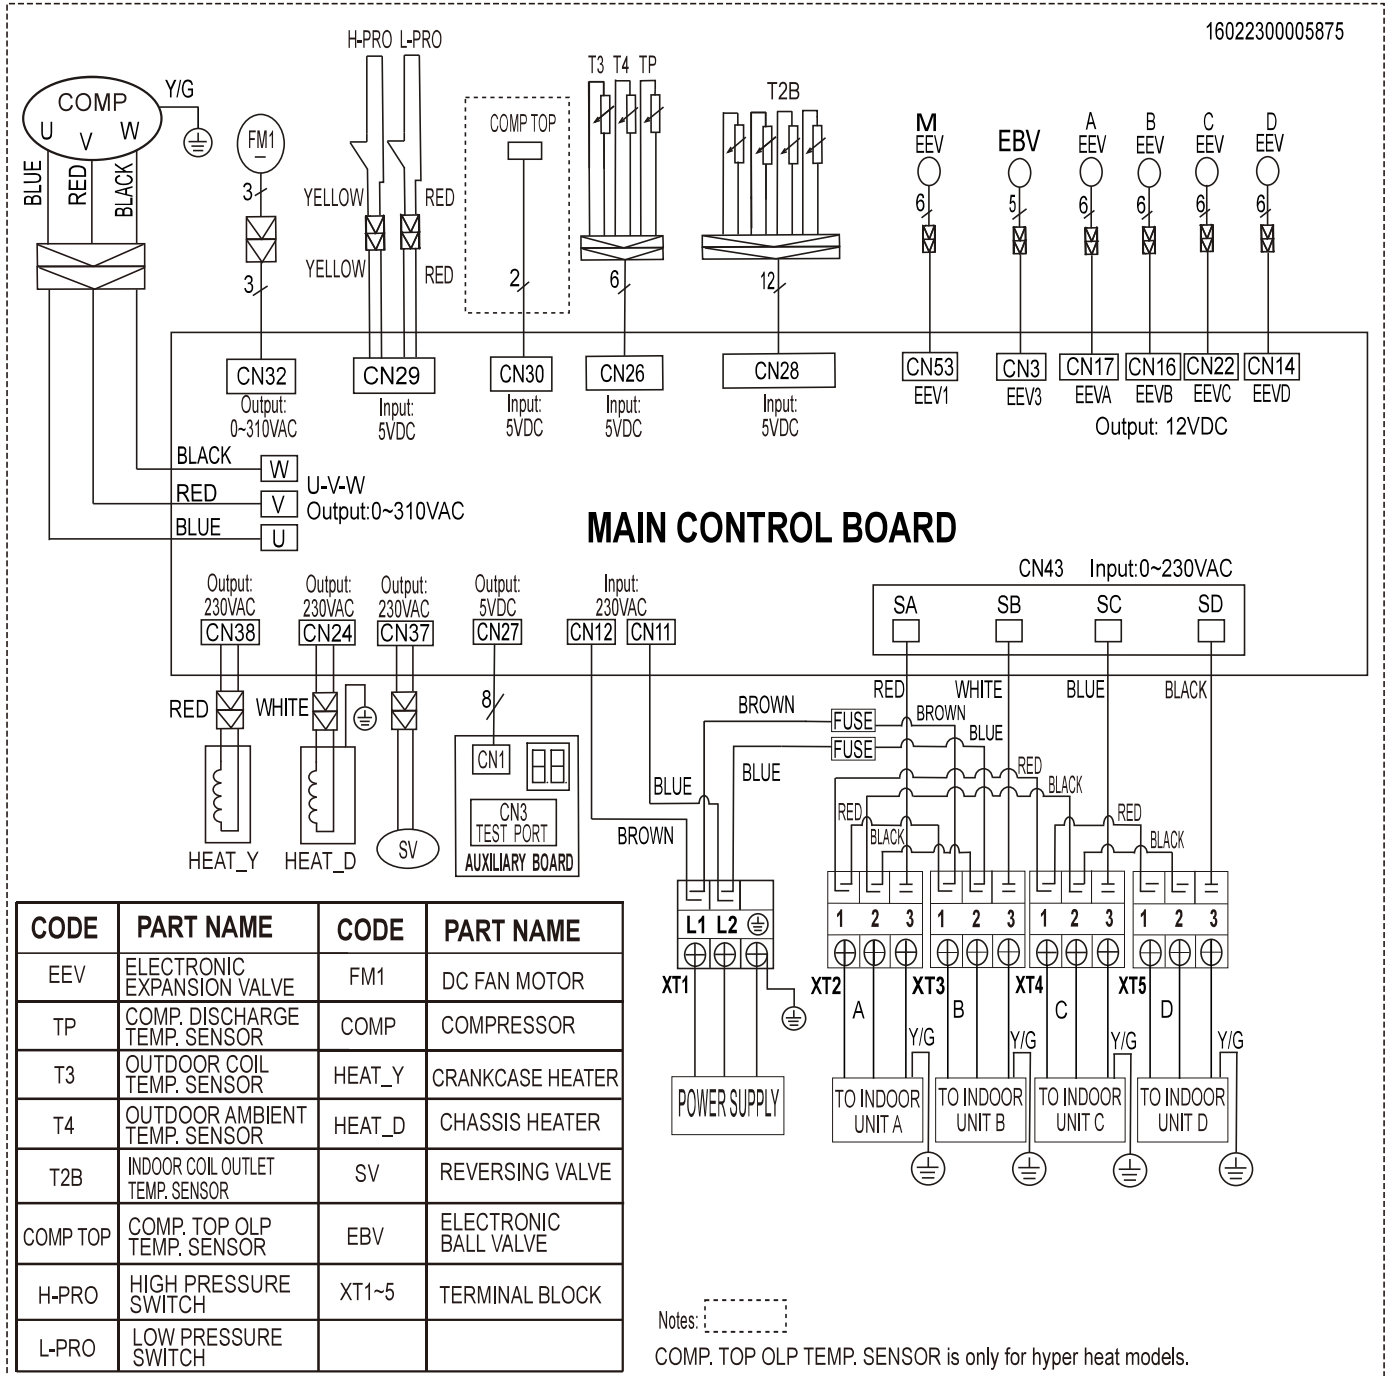 16022300005875
H-PRO L-PRO
T3 T4 TP
T2B
COMP
U V W
Y/G
FM1
COMP TOP
M
EEV
EBV
A
EEV
B
EEV
C
EEV
D
EEV
BLUE
RED
BLACK
3
YELLOW
RED
6
5
6
6
6
6
3
YELLOW
RED
2
6
12
CN32
Output:
0~310VAC
CN29
Input:
5VDC
CN30
Input:
5VDC
CN26
Input:
5VDC
CN28
Input:
5VDC
CN53
EEV1
CN3
EEV3
CN17
EEVA
CN16
EEVB
CN22
EEVC
CN14
EEVD
Output: 12VDC
BLACK
W
RED
V
BLUE
U
U-V-W
Output:0~310VAC
MAIN CONTROL BOARD
Output:
230VAC
CN38
Output:
230VAC
CN24
Output:
230VAC
CN37
Output:
5VDC
CN27
Input:
230VAC
CN12
CN11
CN43 Input:0~230VAC
SA
SB
SC
SD
RED
WHITE
8
RED
WHITE
BLUE
BLACK
BROWN
FUSE
BROWN
FUSE
BLUE
BLUE
BLUE
BROWN
RED
BLACK
RED
BLACK
RED
BLACK
CN1
CN3
TEST PORT
AUXILIARY BOARD
HEAT_Y
HEAT_D
SV
L1 L2
XT1
1 2 3
XT2
1 2 3
XT3
1 2 3
XT4
1 2 3
XT5
A
B
C
D
Y/G
Y/G
Y/G
Y/G
POWER SUPPLY
TO INDOOR
UNIT A
TO INDOOR
UNIT B
TO INDOOR
UNIT C
TO INDOOR
UNIT D
CODE PART NAME CODE PART NAME
EEV
ELECTRONIC
EXPANSION VALVE
FM1
DC FAN MOTOR
TP
COMP. DISCHARGE
TEMP. SENSOR
COMP
COMPRESSOR
T3
OUTDOOR COIL
TEMP. SENSOR
HEAT_Y
CRANKCASE HEATER
T4
OUTDOOR AMBIENT
TEMP. SENSOR
HEAT_D
CHASSIS HEATER
T2B
INDOOR COIL OUTLET
TEMP. SENSOR
SV
REVERSING VALVE
COMP TOP
COMP. TOP OLP
TEMP. SENSOR
EBV
ELECTRONIC
BALL VALVE
H-PRO
HIGH PRESSURE
SWITCH
XT1~5
TERMINAL BLOCK
L-PRO
LOW PRESSURE
SWITCH
Notes:
COMP. TOP OLP TEMP. SENSOR is only for hyper heat models.